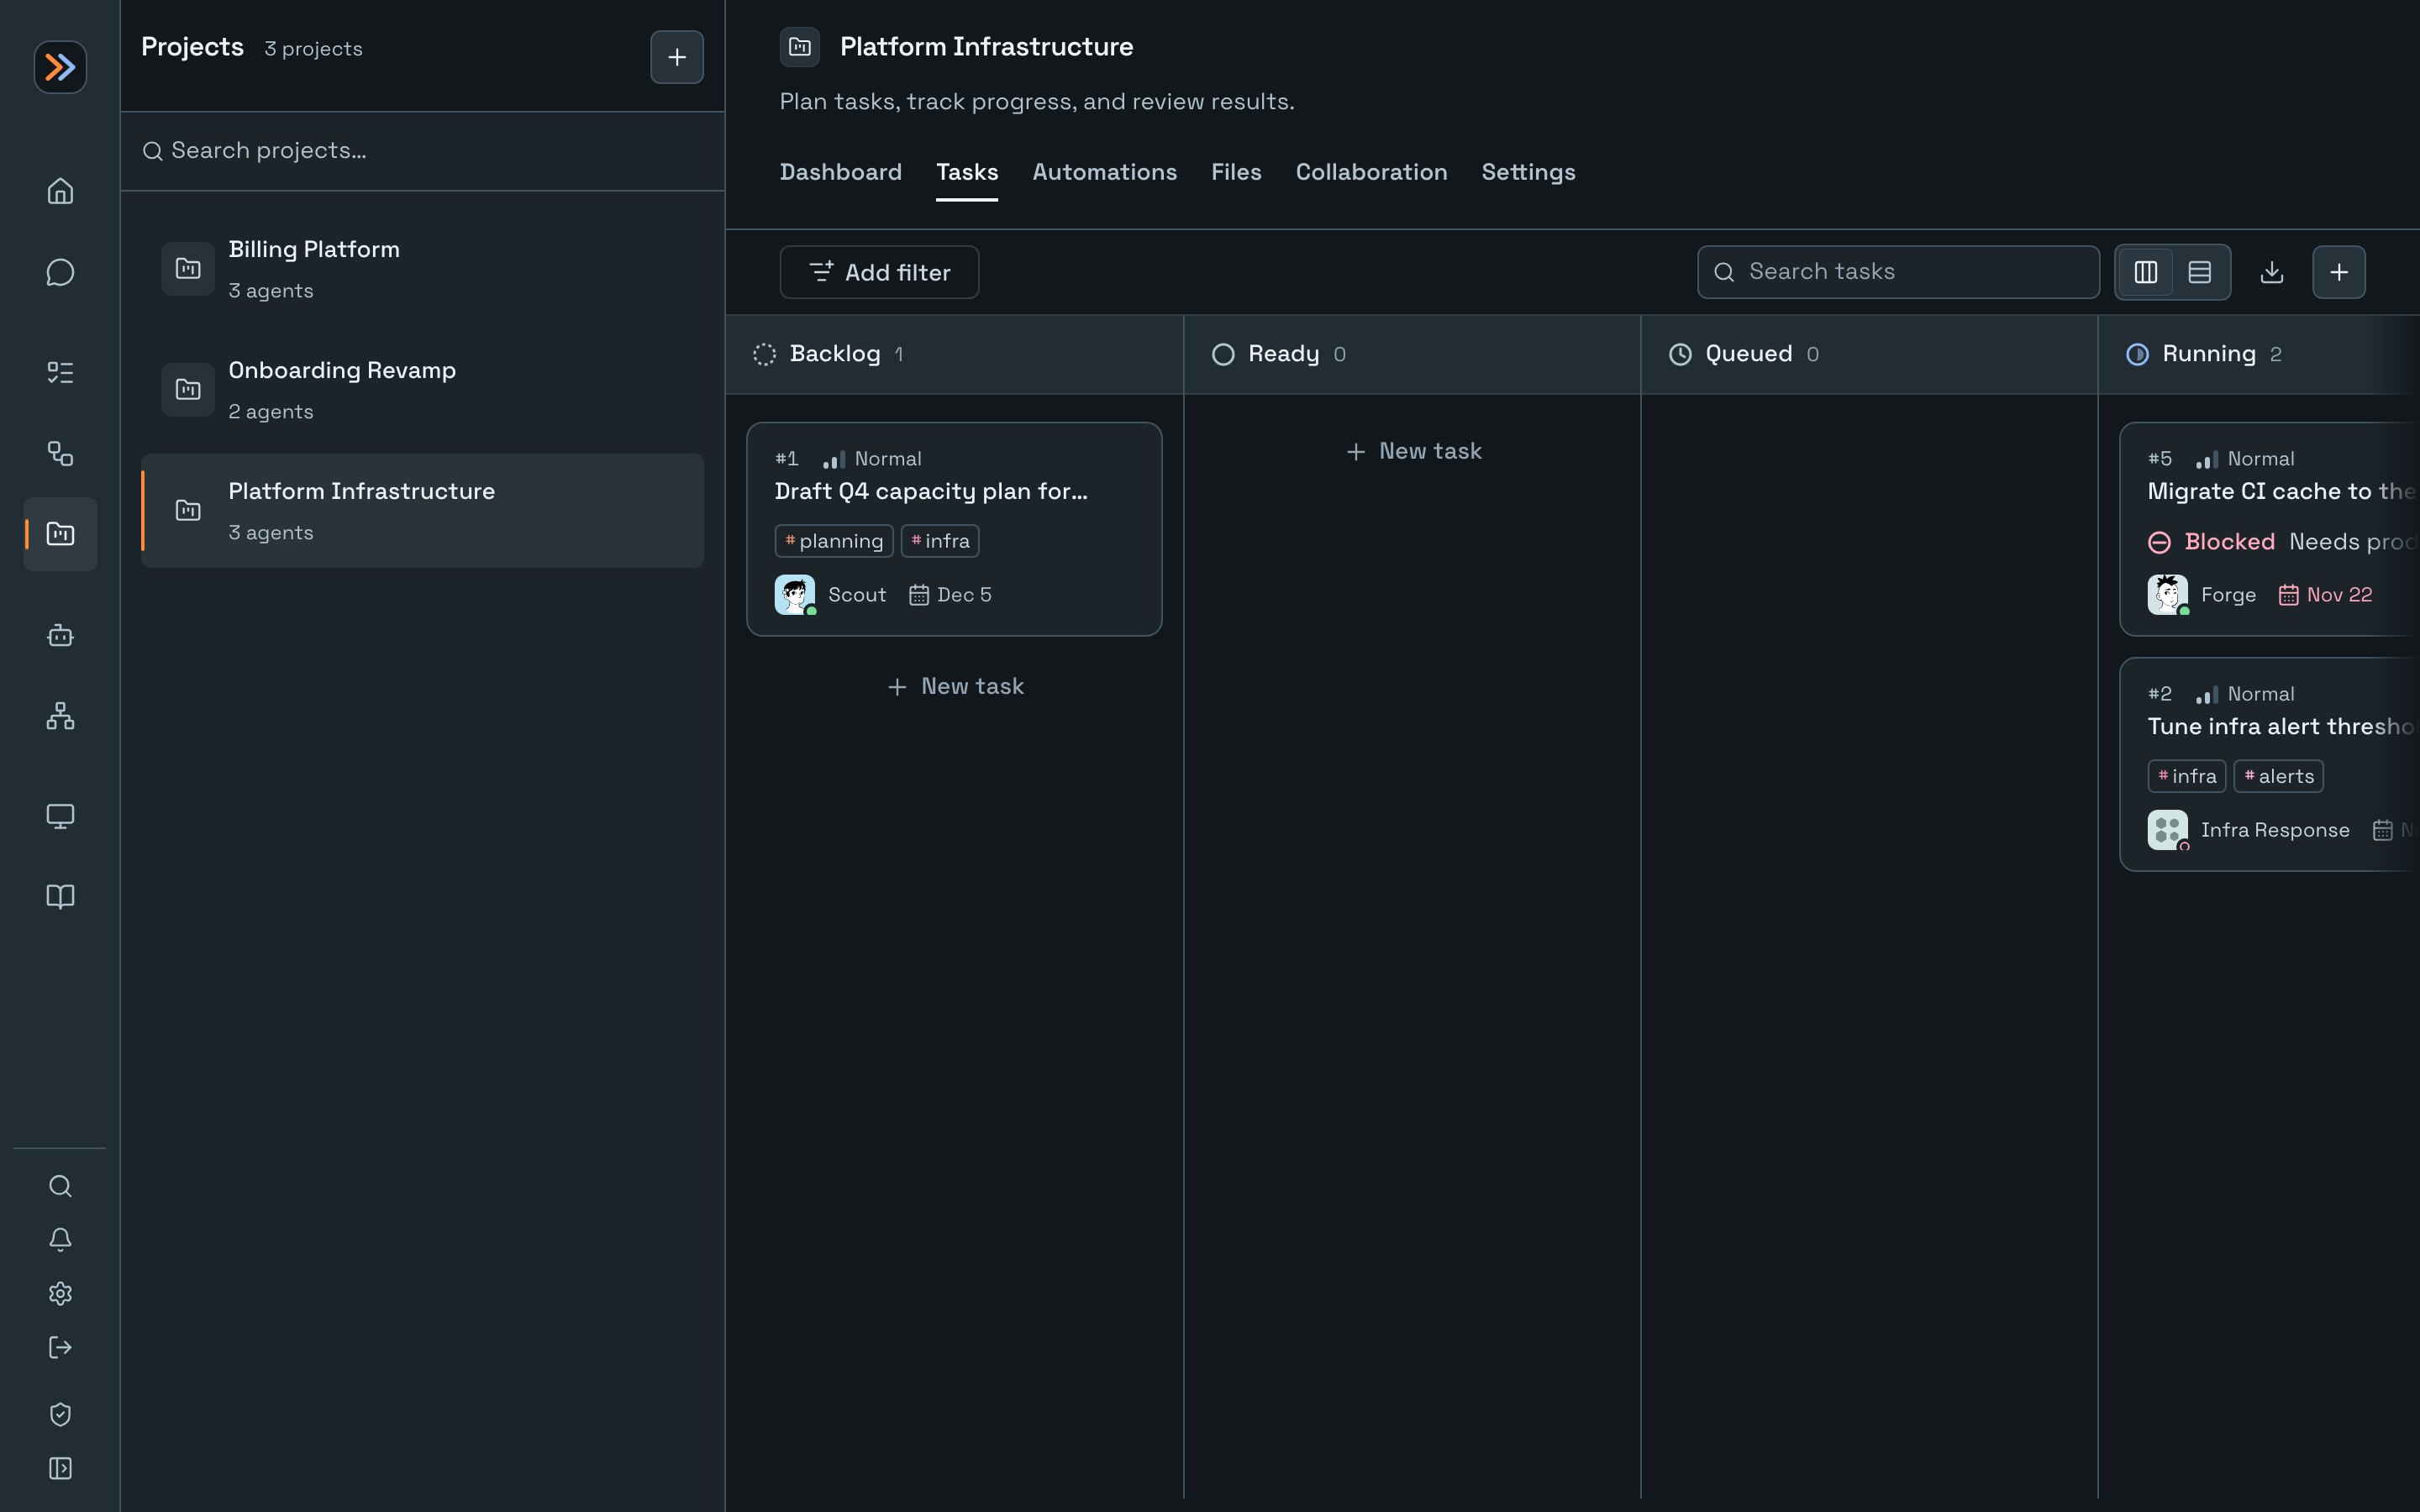 Projects 3 projects
Search projects...
Billing Platform
3 agents
Onboarding Revamp
2 agents
Platform Infrastructure
3 agents
Platform Infrastructure
Plan tasks, track progress, and review results.
Dashboard Tasks Automations Files Collaboration Settings
Add filter
Search tasks
Backlog 1
#1 Normal
Draft Q4 capacity plan for...
# planning # infra
Scout Dec 5
New task
Ready 0
New task
Queued 0
Running 2
#5 Normal
Migrate CI cache to the
Blocked Needs prod
Forge Nov 22
#2 Normal
Tune infra alert thresho
# infra # alerts
Infra Response